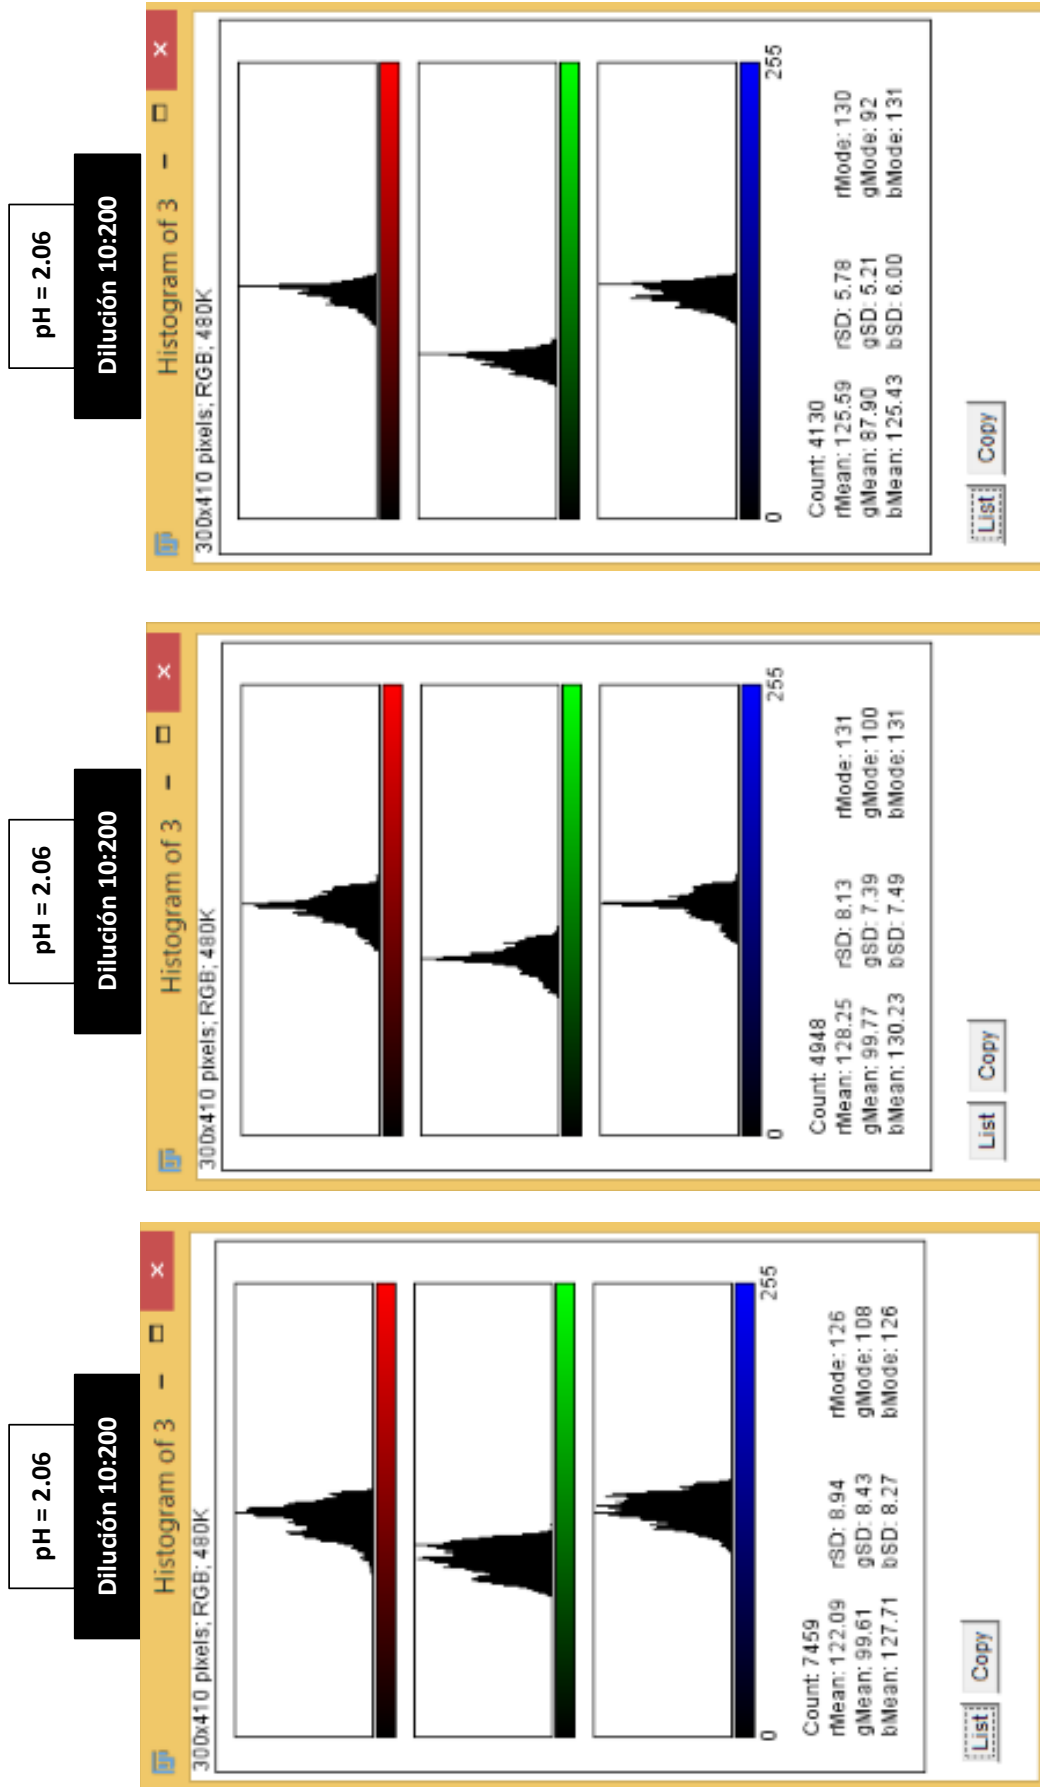 pH = 2.06
Dilución 10:200
Histogram of 3
300x410 pixels; RGB; 480K
0
255
Count: 7459
rMean: 122.09 rSD: 8.94 rMode: 126
gMean: 99.61 gSD: 8.43 gMode: 108
bMean: 127.71 bSD: 8.27 bMode: 126
List Copy
pH = 2.06
Dilución 10:200
Histogram of 3
300x410 pixels; RGB; 480K
0
255
Count: 4948
rMean: 128.25 rSD: 8.13 rMode: 131
gMean: 99.77 gSD: 7.39 gMode: 100
bMean: 130.23 bSD: 7.49 bMode: 131
List Copy
pH = 2.06
Dilución 10:200
Histogram of 3
300x410 pixels; RGB; 480K
0
255
Count: 4130
rMean: 125.59 rSD: 5.78 rMode: 130
gMean: 87.90 gSD: 5.21 gMode: 92
bMean: 125.43 bSD: 6.00 bMode: 131
List Copy